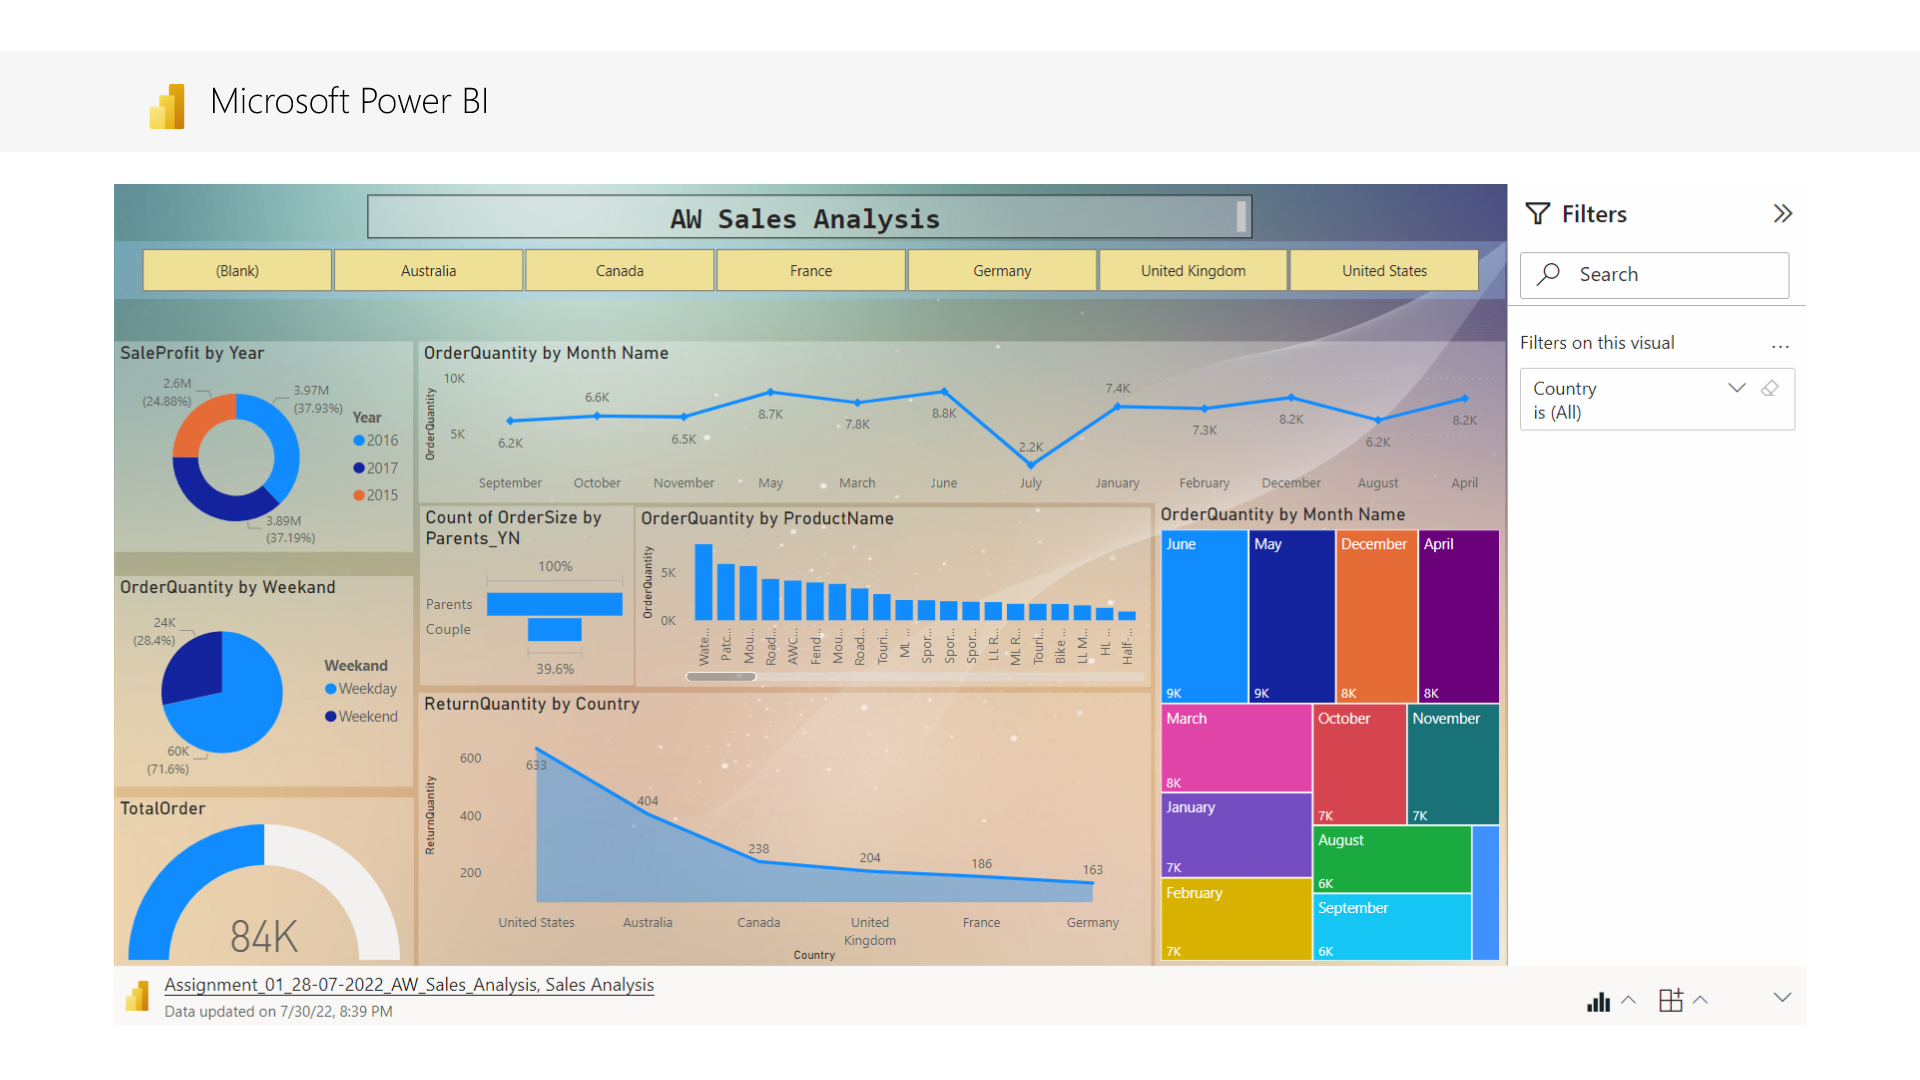 Microsoft Power BI
AW Sales Analysis
(Blank)
Australia
Canada
France
Germany
United Kingdom
United States
Filters
Search
Filters on this visual
...
Country
is (All)
SaleProfit by Year
2.6M
(24.88%)
3.97M
(37.93%)
3.89M
(37.19%)
Year
2016
2017
2015
OrderQuantity by Month Name
OrderQuantity
10K
5K
6.2K
6.6K
6.5K
8.7K
7.8K
8.8K
2.2K
7.4K
7.3K
8.2K
6.2K
8.2K
September
October
November
May
March
June
July
January
February
December
August
April
OrderQuantity by Weekand
24K
(28.4%)
60K
(71.6%)
Weekand
Weekday
Weekend
Count of OrderSize by
Parents_YN
100%
Parents
Couple
39.6%
OrderQuantity by ProductName
OrderQuantity
5K
0K
Wate...
Patc...
Mou...
Road...
AWC...
Fend...
Mou...
Road...
Touri...
ML ...
Spor...
Spor...
Spor...
LL R...
ML R...
Touri...
Bike ...
LL M...
HL ...
Half-...
OrderQuantity by Month Name
June
9K
May
9K
December
8K
April
8K
March
8K
October
7K
November
7K
January
7K
August
6K
February
7K
September
6K
TotalOrder
84K
ReturnQuantity by Country
ReturnQuantity
600
400
200
633
404
238
204
186
163
United States
Australia
Canada
United
Kingdom
France
Germany
Country
Assignment_01_28-07-2022_AW_Sales_Analysis, Sales Analysis
Data updated on 7/30/22, 8:39 PM